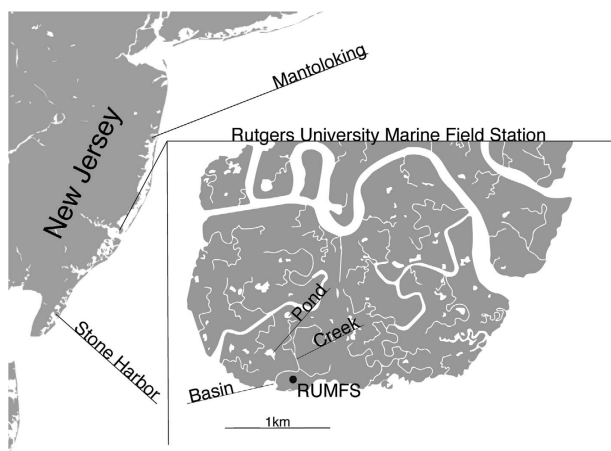 Mantoloking
Rutgers University Marine Field Station
New Jersey
Pond
Creek
Stone Harbor
Basin
RUMFS
1km